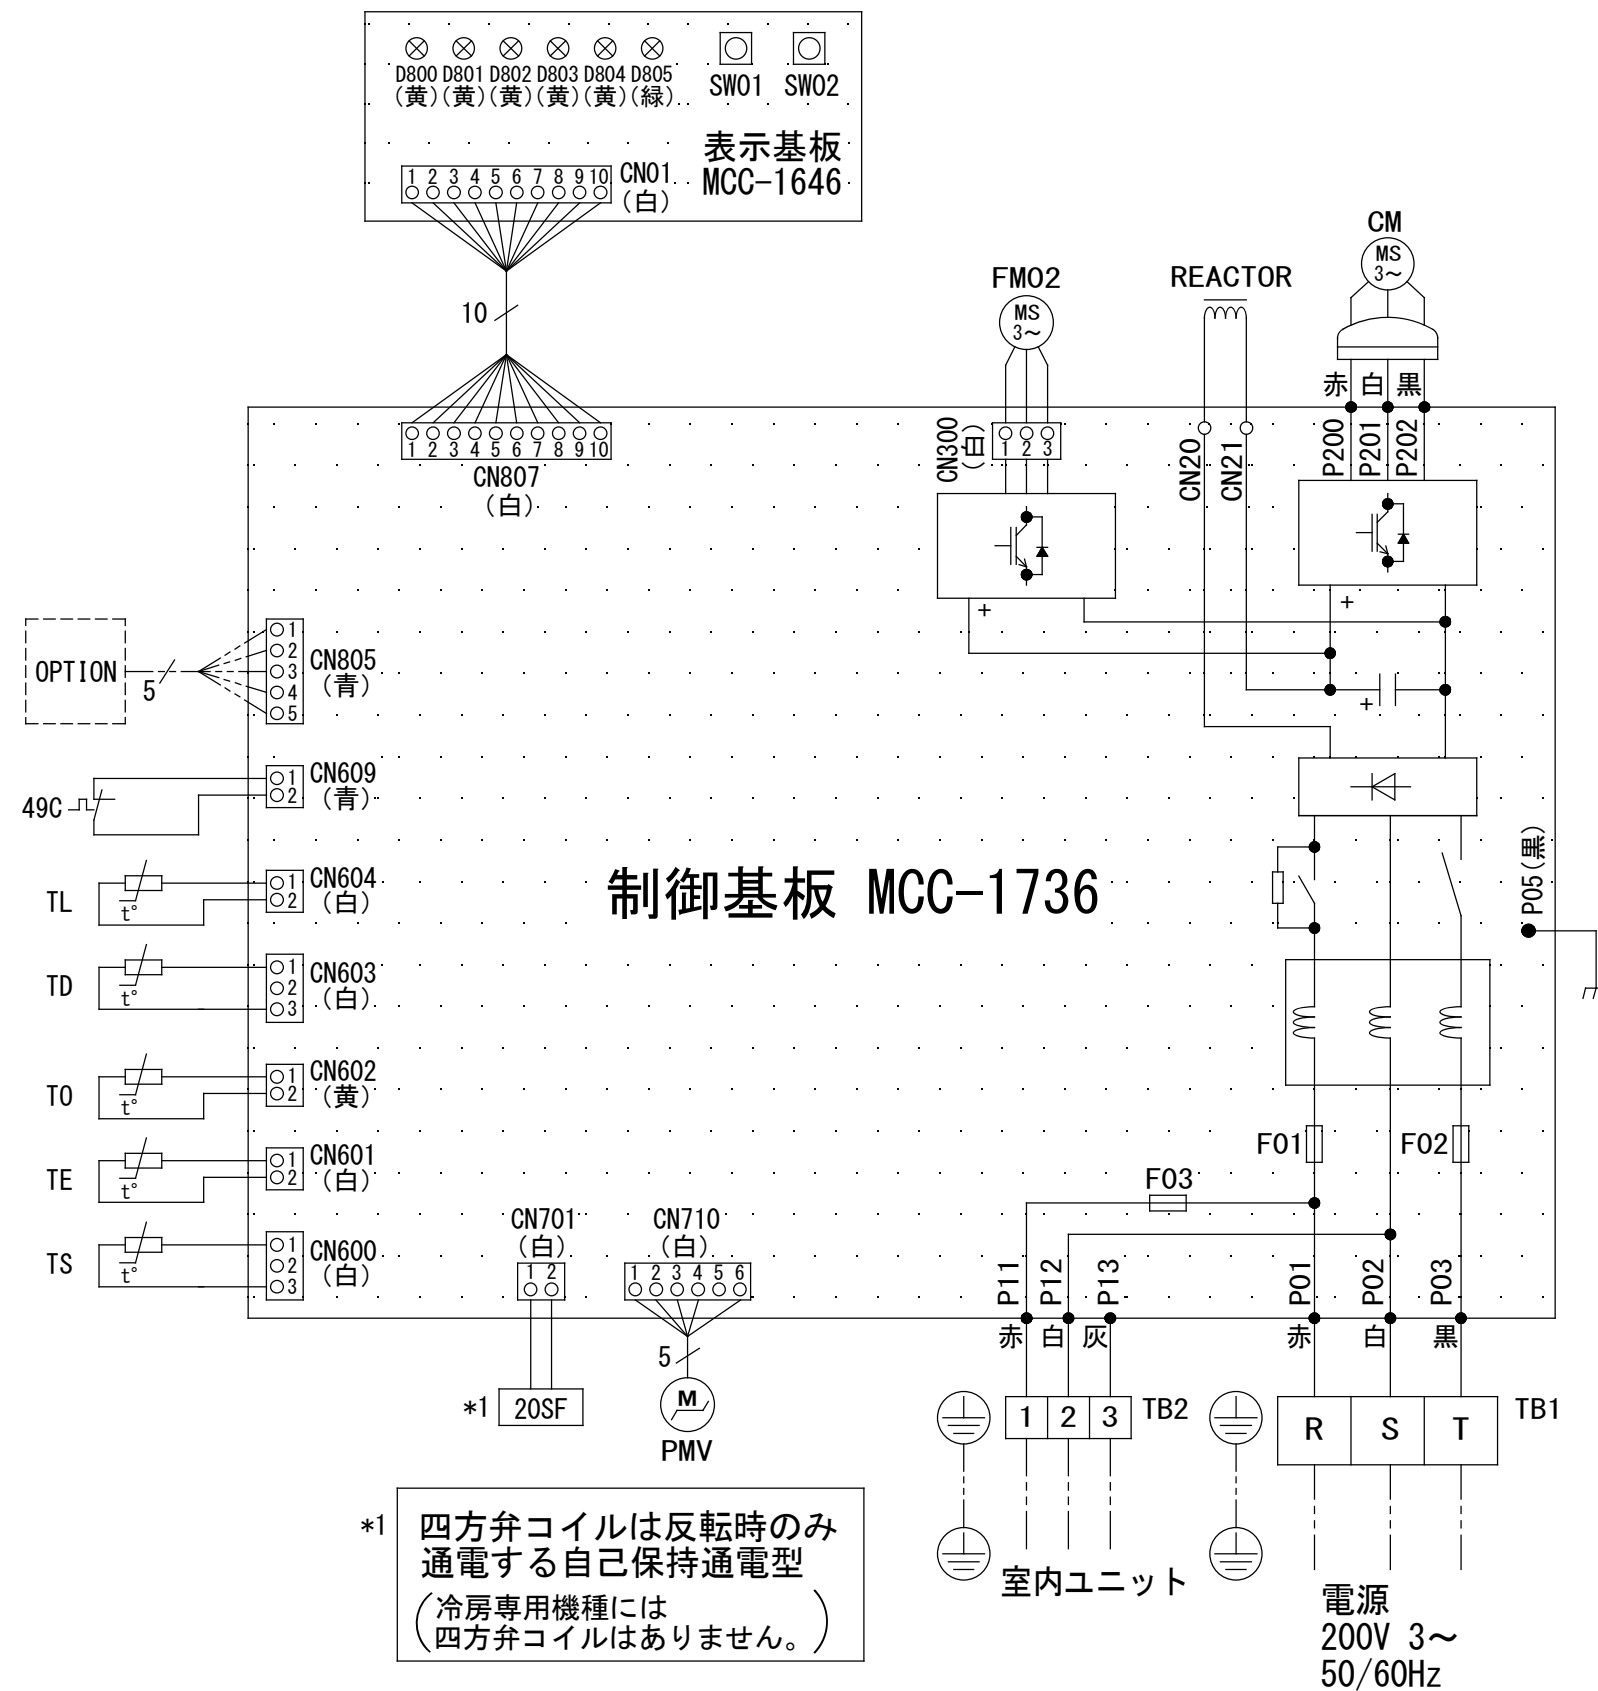 D800 D801 D802 D803 D804 D805
(黄)(黄)(黄)(黄)(黄)(緑)
SW01 SW02
表示基板
MCC-1646
1 2 3 4 5 6 7 8 9 10
CN01
(白)
10
1 2 3 4 5 6 7 8 9 10
CN807
(白)
FM02
MS
3~
REACTOR
CM
MS
3~
赤 白 黒
CN300
(白)
1 2 3
CN20
CN21
P200
P201
P202
+
+
+
OPTION
5
1
2
3
4
5
CN805
(青)
49C
1
2
CN609
(青)
TL
t°
1
2
CN604
(白)
制御基板 MCC-1736
P05(黒)
TD
t°
1
2
3
CN603
(白)
TO
t°
1
2
CN602
(黄)
TE
t°
1
2
CN601
(白)
TS
t°
1
2
3
CN600
(白)
F01
F02
F03
CN701
(白)
1 2
CN710
(白)
1 2 3 4 5 6
P11
P12
P13
P01
P02
P03
赤 白 灰
赤 白 黒
*1 20SF
5
M
PMV
1 2 3 TB2
R S T TB1
室内ユニット
電源
200V 3~
50/60Hz
*1
四方弁コイルは反転時のみ
通電する自己保持通電型
(冷房専用機種には
四方弁コイルはありません。)